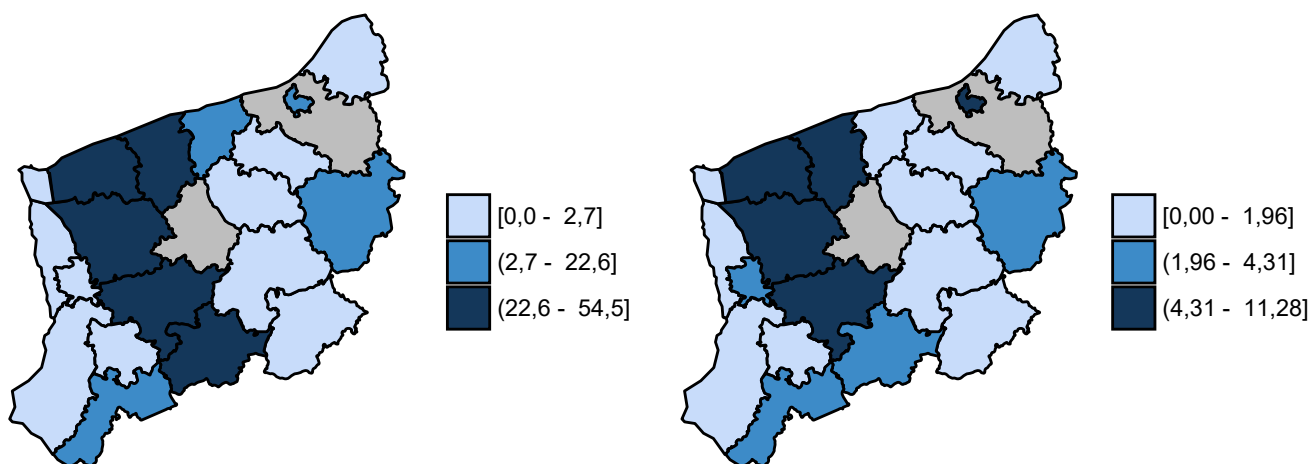 [0,0 - 2,7]
(2,7 - 22,6]
(22,6 - 54,5]
[0,00 - 1,96]
(1,96 - 4,31]
(4,31 - 11,28]